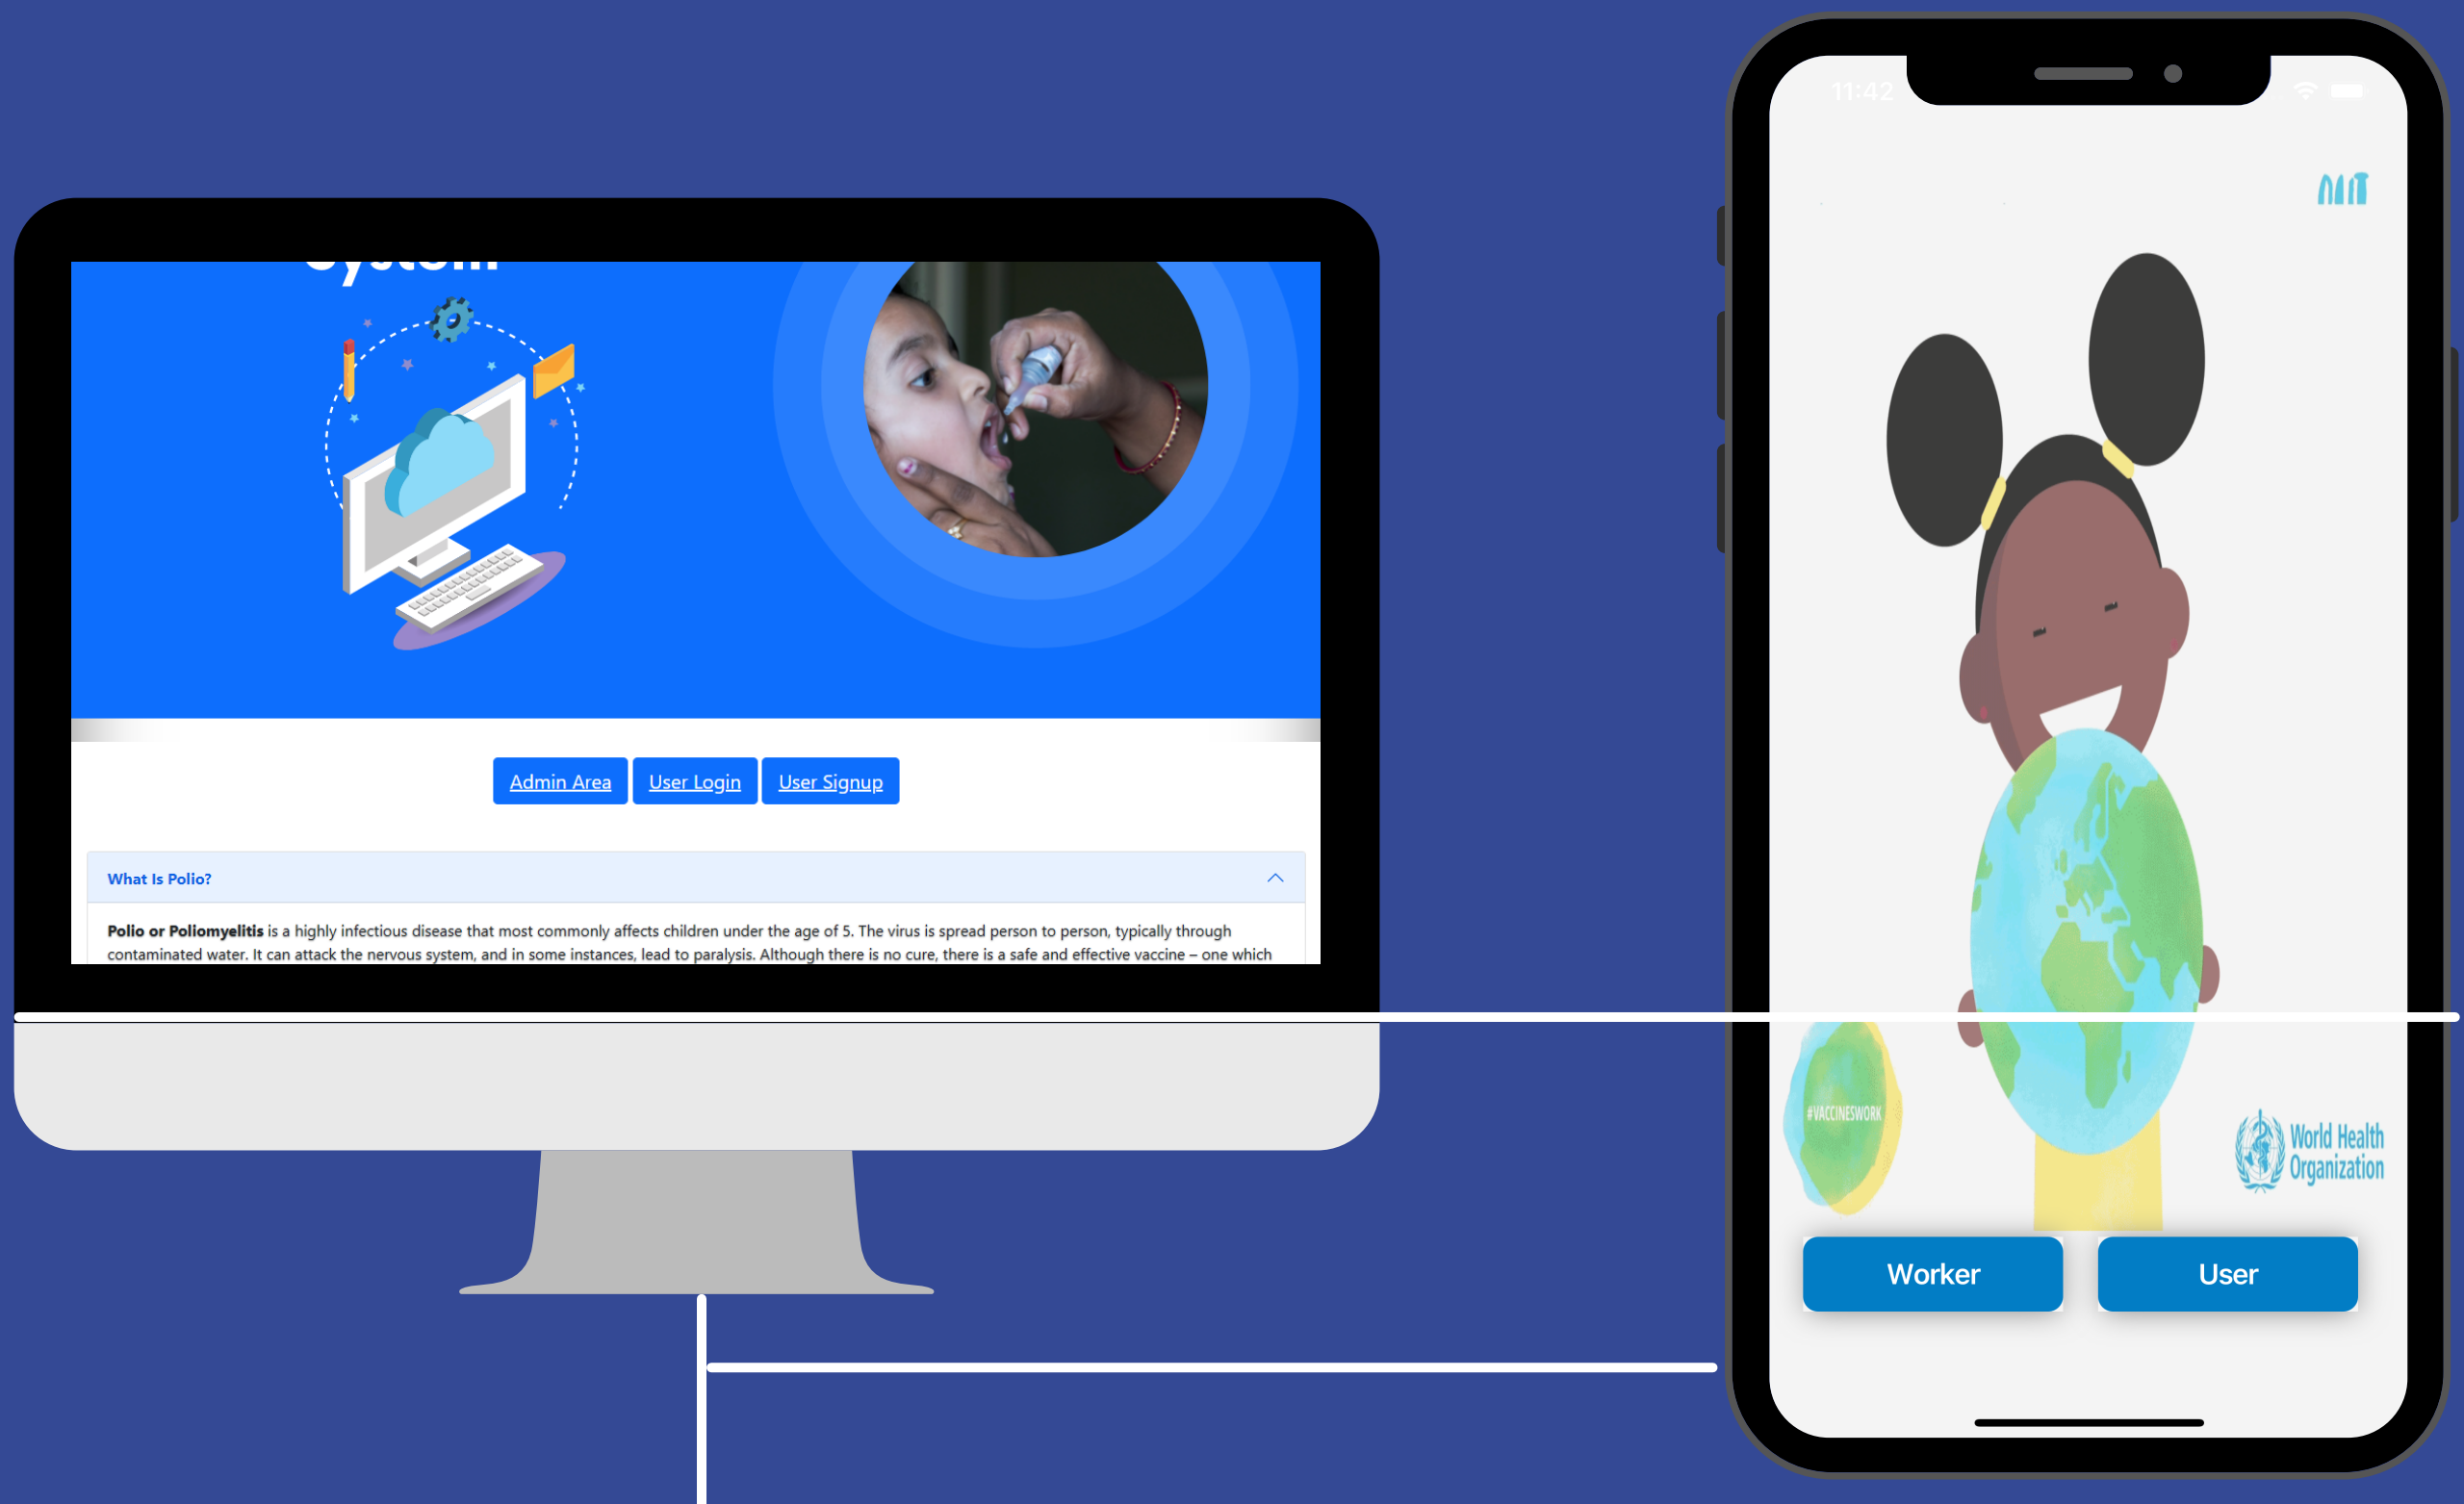 System
Admin Area
User Login
User Signup
What Is Polio?
Polio or Poliomyelitis is a highly infectious disease that most commonly affects children under the age of 5. The virus is spread person to person, typically through
contaminated water. It can attack the nervous system, and in some instances, lead to paralysis. Although there is no cure, there is a safe and effective vaccine – one which
11:42
#VACCINESWORK
World Health
Organization
Worker
User